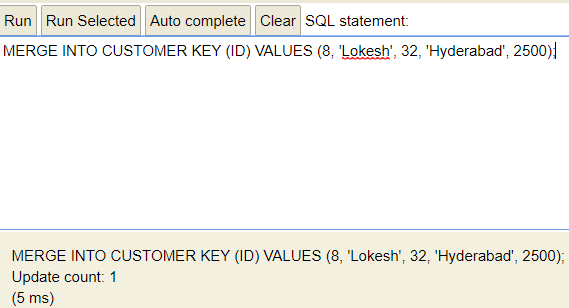 Run Run Selected Auto complete Clear SQL statement:
MERGE INTO CUSTOMER KEY (ID) VALUES (8, 'Lokesh', 32, 'Hyderabad', 2500);
MERGE INTO CUSTOMER KEY (ID) VALUES (8, 'Lokesh', 32, 'Hyderabad', 2500);
Update count: 1
(5 ms)